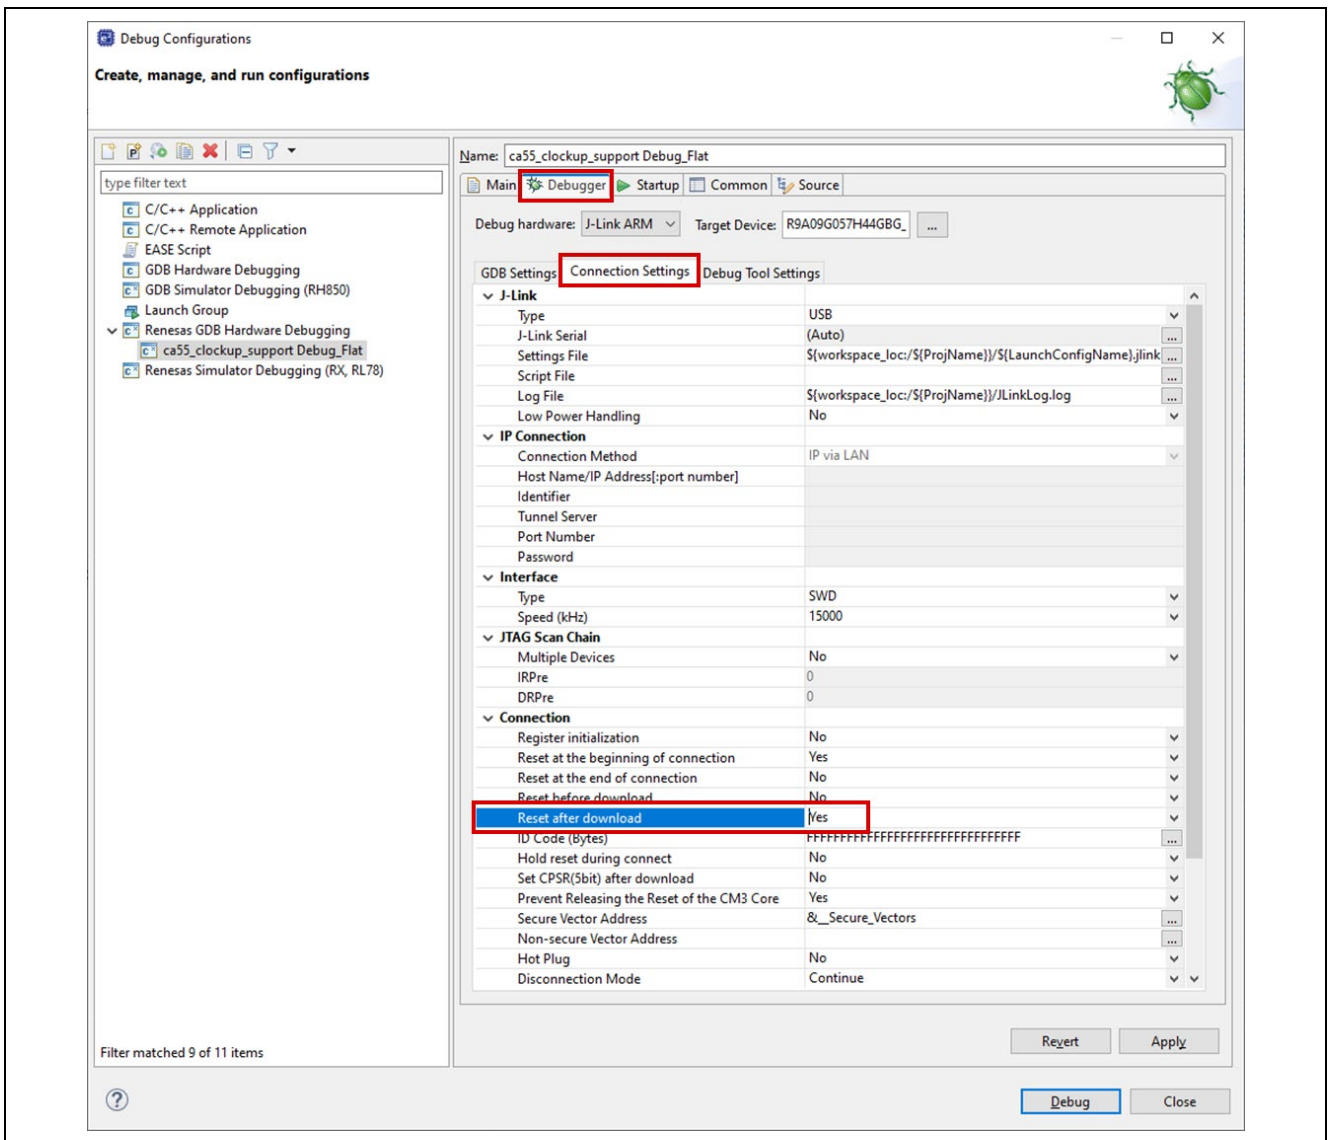 Debug Configurations
Create, manage, and run configurations
type filter text
C/C++ Application
C/C++ Remote Application
EASE Script
GDB Hardware Debugging
GDB Simulator Debugging (RH850)
Launch Group
Renesas GDB Hardware Debugging
ca55_clockup_support Debug_Flat
Renesas Simulator Debugging (RX, RL78)
Filter matched 9 of 11 items
Name: ca55_clockup_support Debug_Flat
Main Debugger Startup Common Source
Debug hardware: J-Link ARM Target Device: R9A09G057H44GBG_ ...
GDB Settings Connection Settings Debug Tool Settings
J-Link
Type USB
J-Link Serial (Auto) ...
Settings File ${workspace_loc:/${ProjName}}/${LaunchConfigName}.jlink ...
Script File ...
Log File ${workspace_loc:/${ProjName}}/JLinkLog.log ...
Low Power Handling No
IP Connection
Connection Method IP via LAN
Host Name/IP Address[:port number]
Identifier
Tunnel Server
Port Number
Password
Interface
Type SWD
Speed (kHz) 15000
JTAG Scan Chain
Multiple Devices No
IRPre 0
DRPre 0
Connection
Register initialization No
Reset at the beginning of connection Yes
Reset at the end of connection No
Reset before download No
Reset after download Yes
ID Code (Bytes) FFFFFFFFFFFFFFFFFFFFFFFFFFFFFFFF ...
Hold reset during connect No
Set CPSR(5bit) after download No
Prevent Releasing the Reset of the CM3 Core Yes
Secure Vector Address &__Secure_Vectors ...
Non-secure Vector Address ...
Hot Plug No
Disconnection Mode Continue
Revert Apply
Debug Close